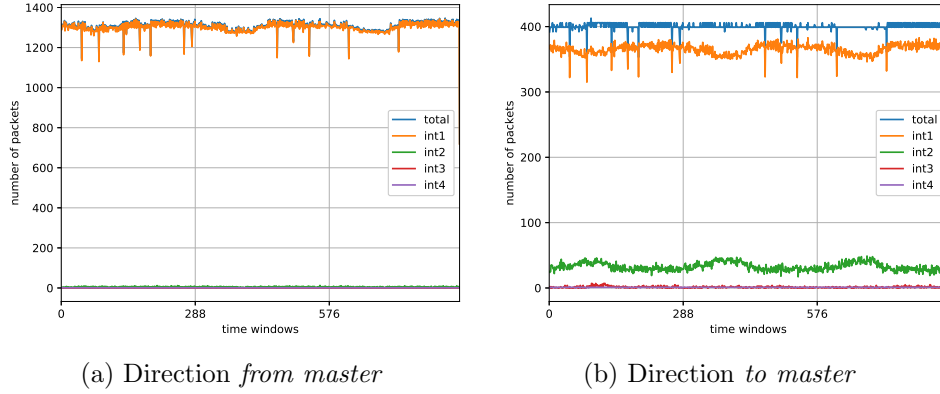 1400
1200
1000
800
600
400
200
0
number of packets
total
int1
int2
int3
int4
0 288 576
time windows
(a) Direction from master
400
300
200
100
0
number of packets
total
int1
int2
int3
int4
0 288 576
time windows
(b) Direction to master